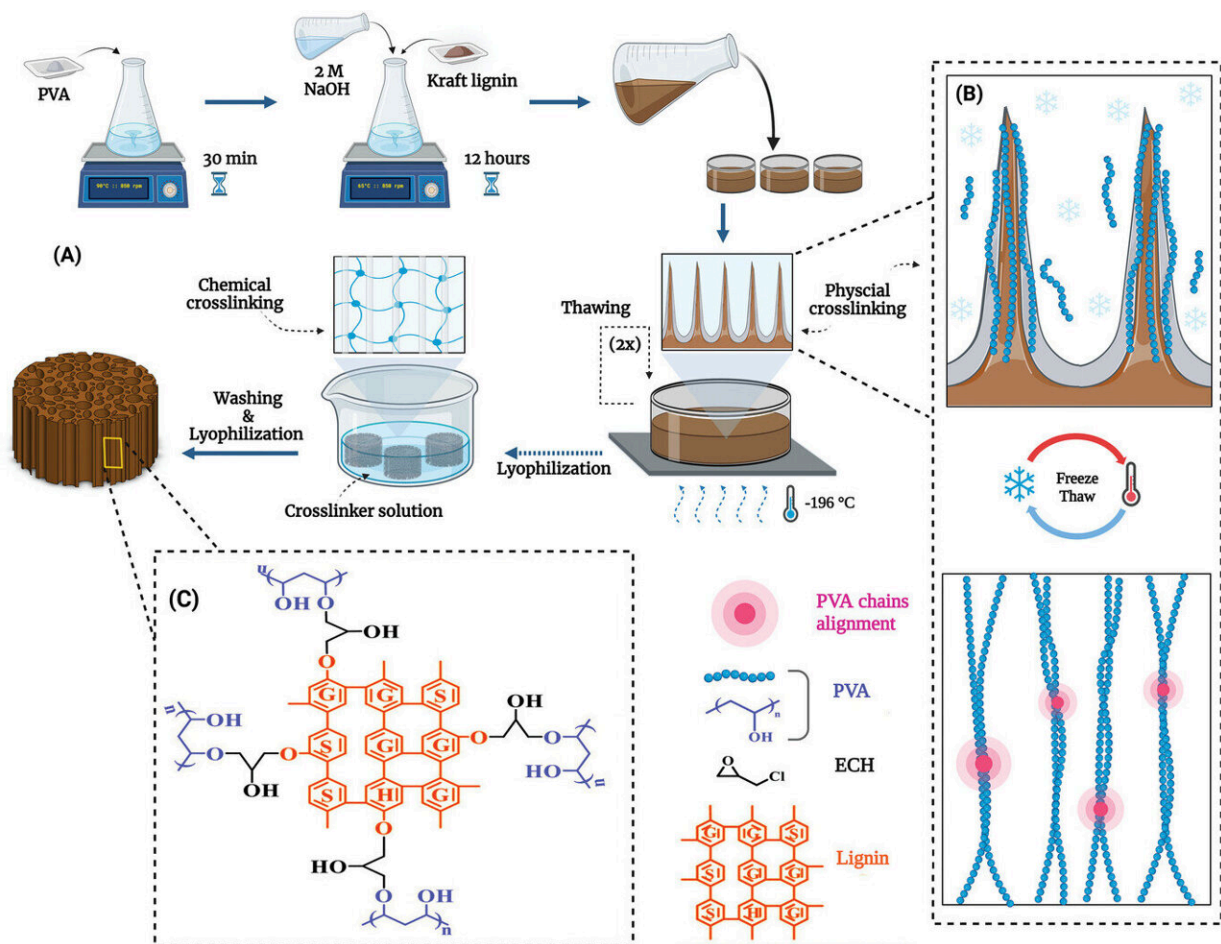 PVA
2 M
NaOH
Kraft lignin
90°C :: 850 rpm
30 min
65°C :: 850 rpm
12 hours
(A)
Chemical
crosslinking
Thawing
(2x)
Physcial
crosslinking
(B)
Washing
&
Lyophilization
Crosslinker solution
Lyophilization
-196 °C
Freeze
Thaw
(C)
n
OH
O
OH
O
G
G
S
n
OH
O
O
OH
S
G
G
O
OH
O
HO
n
S
H
G
O
HO
O
OH
n
PVA chains
alignment
PVA
n
OH
O
Cl
ECH
G
G
S
S
G
G
S
H
G
Lignin